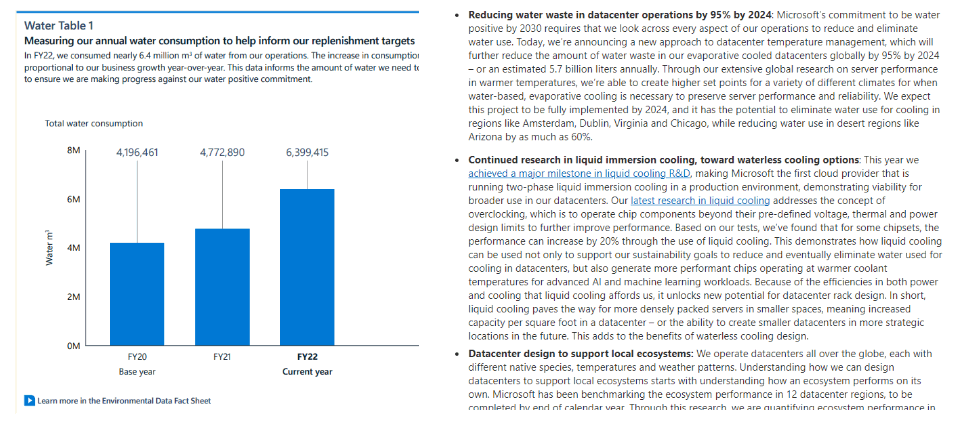 Water Table 1
Measuring our annual water consumption to help inform our replenishment targets
In FY22, we consumed nearly 6.4 million m³ of water from our operations. The increase in consumption
proportional to our business growth year-over-year. This data informs the amount of water we need to
to ensure we are making progress against our water positive commitment.
Total water consumption
8M
6M
4M
2M
0M
Water m³
4,196,461
4,772,890
6,399,415
FY20
Base year
FY21
FY22
Current year
Learn more in the Environmental Data Fact Sheet
• Reducing water waste in datacenter operations by 95% by 2024: Microsoft's commitment to be water
positive by 2030 requires that we look across every aspect of our operations to reduce and eliminate
water use. Today, we're announcing a new approach to datacenter temperature management, which will
further reduce the amount of water waste in our evaporative cooled datacenters globally by 95% by 2024
– or an estimated 5.7 billion liters annually. Through our extensive global research on server performance
in warmer temperatures, we're able to create higher set points for a variety of different climates for when
water-based, evaporative cooling is necessary to preserve server performance and reliability. We expect
this project to be fully implemented by 2024, and it has the potential to eliminate water use for cooling in
regions like Amsterdam, Dublin, Virginia and Chicago, while reducing water use in desert regions like
Arizona by as much as 60%.
• Continued research in liquid immersion cooling, toward waterless cooling options: This year we
achieved a major milestone in liquid cooling R&D, making Microsoft the first cloud provider that is
running two-phase liquid immersion cooling in a production environment, demonstrating viability for
broader use in our datacenters. Our latest research in liquid cooling addresses the concept of
overclocking, which is to operate chip components beyond their pre-defined voltage, thermal and power
design limits to further improve performance. Based on our tests, we've found that for some chipsets, the
performance can increase by 20% through the use of liquid cooling. This demonstrates how liquid cooling
can be used not only to support our sustainability goals to reduce and eventually eliminate water used for
cooling in datacenters, but also generate more performant chips operating at warmer coolant
temperatures for advanced AI and machine learning workloads. Because of the efficiencies in both power
and cooling that liquid cooling affords us, it unlocks new potential for datacenter rack design. In short,
liquid cooling paves the way for more densely packed servers in smaller spaces, meaning increased
capacity per square foot in a datacenter – or the ability to create smaller datacenters in more strategic
locations in the future. This adds to the benefits of waterless cooling design.
• Datacenter design to support local ecosystems: We operate datacenters all over the globe, each with
different native species, temperatures and weather patterns. Understanding how we can design
datacenters to support local ecosystems starts with understanding how an ecosystem performs on its
own. Microsoft has been benchmarking the ecosystem performance in 12 datacenter regions, to be
completed by end of calendar year. Through this research, we are quantifying ecosystem performance in